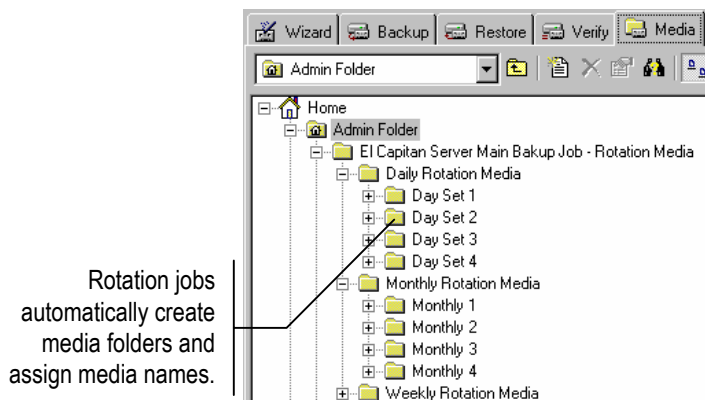 Wizard Backup Restore Verify Media
Admin Folder
Home
Admin Folder
El Capitan Server Main Bakup Job - Rotation Media
Daily Rotation Media
Day Set 1
Day Set 2
Day Set 3
Day Set 4
Monthly Rotation Media
Monthly 1
Monthly 2
Monthly 3
Monthly 4
Weekly Rotation Media
Rotation jobs
automatically create
media folders and
assign media names.